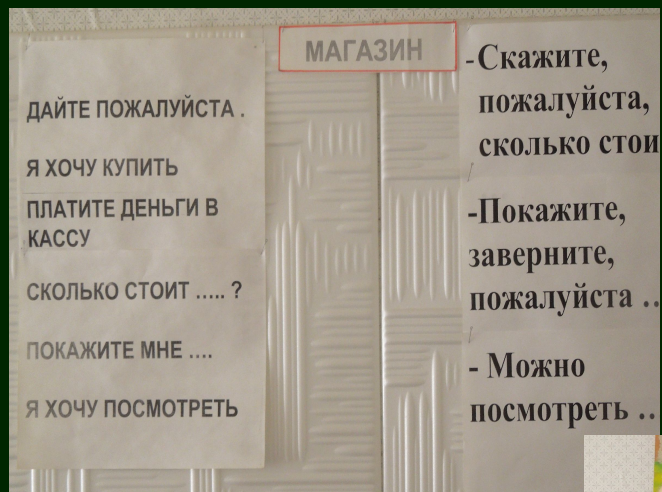 МАГАЗИН
ДАЙТЕ ПОЖАЛУЙСТА .
Я ХОЧУ КУПИТЬ
ПЛАТИТЕ ДЕНЬГИ В
КАССУ
СКОЛЬКО СТОИТ ..... ?
ПОКАЖИТЕ МНЕ ....
Я ХОЧУ ПОСМОТРЕТЬ
-Скажите,
пожалуйста,
сколько стои
-Покажите,
заверните,
пожалуйста ..
- Можно
посмотреть ..